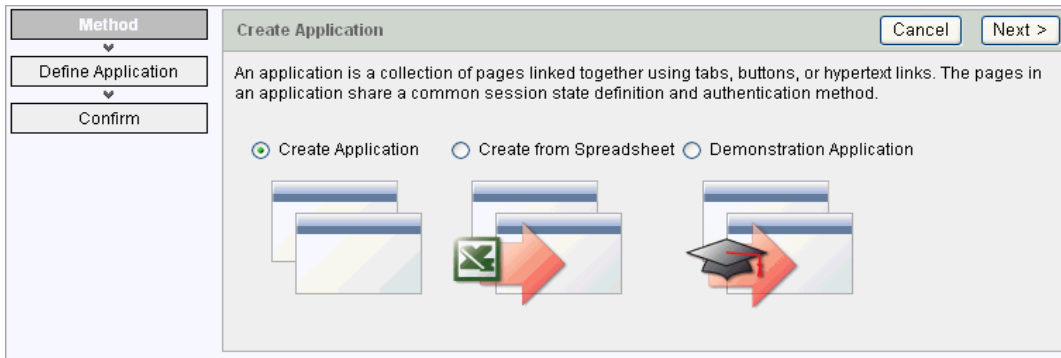 Method
Define Application
Confirm
Create Application
Cancel
Next >
An application is a collection of pages linked together using tabs, buttons, or hypertext links. The pages in
an application share a common session state definition and authentication method.
Create Application
Create from Spreadsheet
Demonstration Application